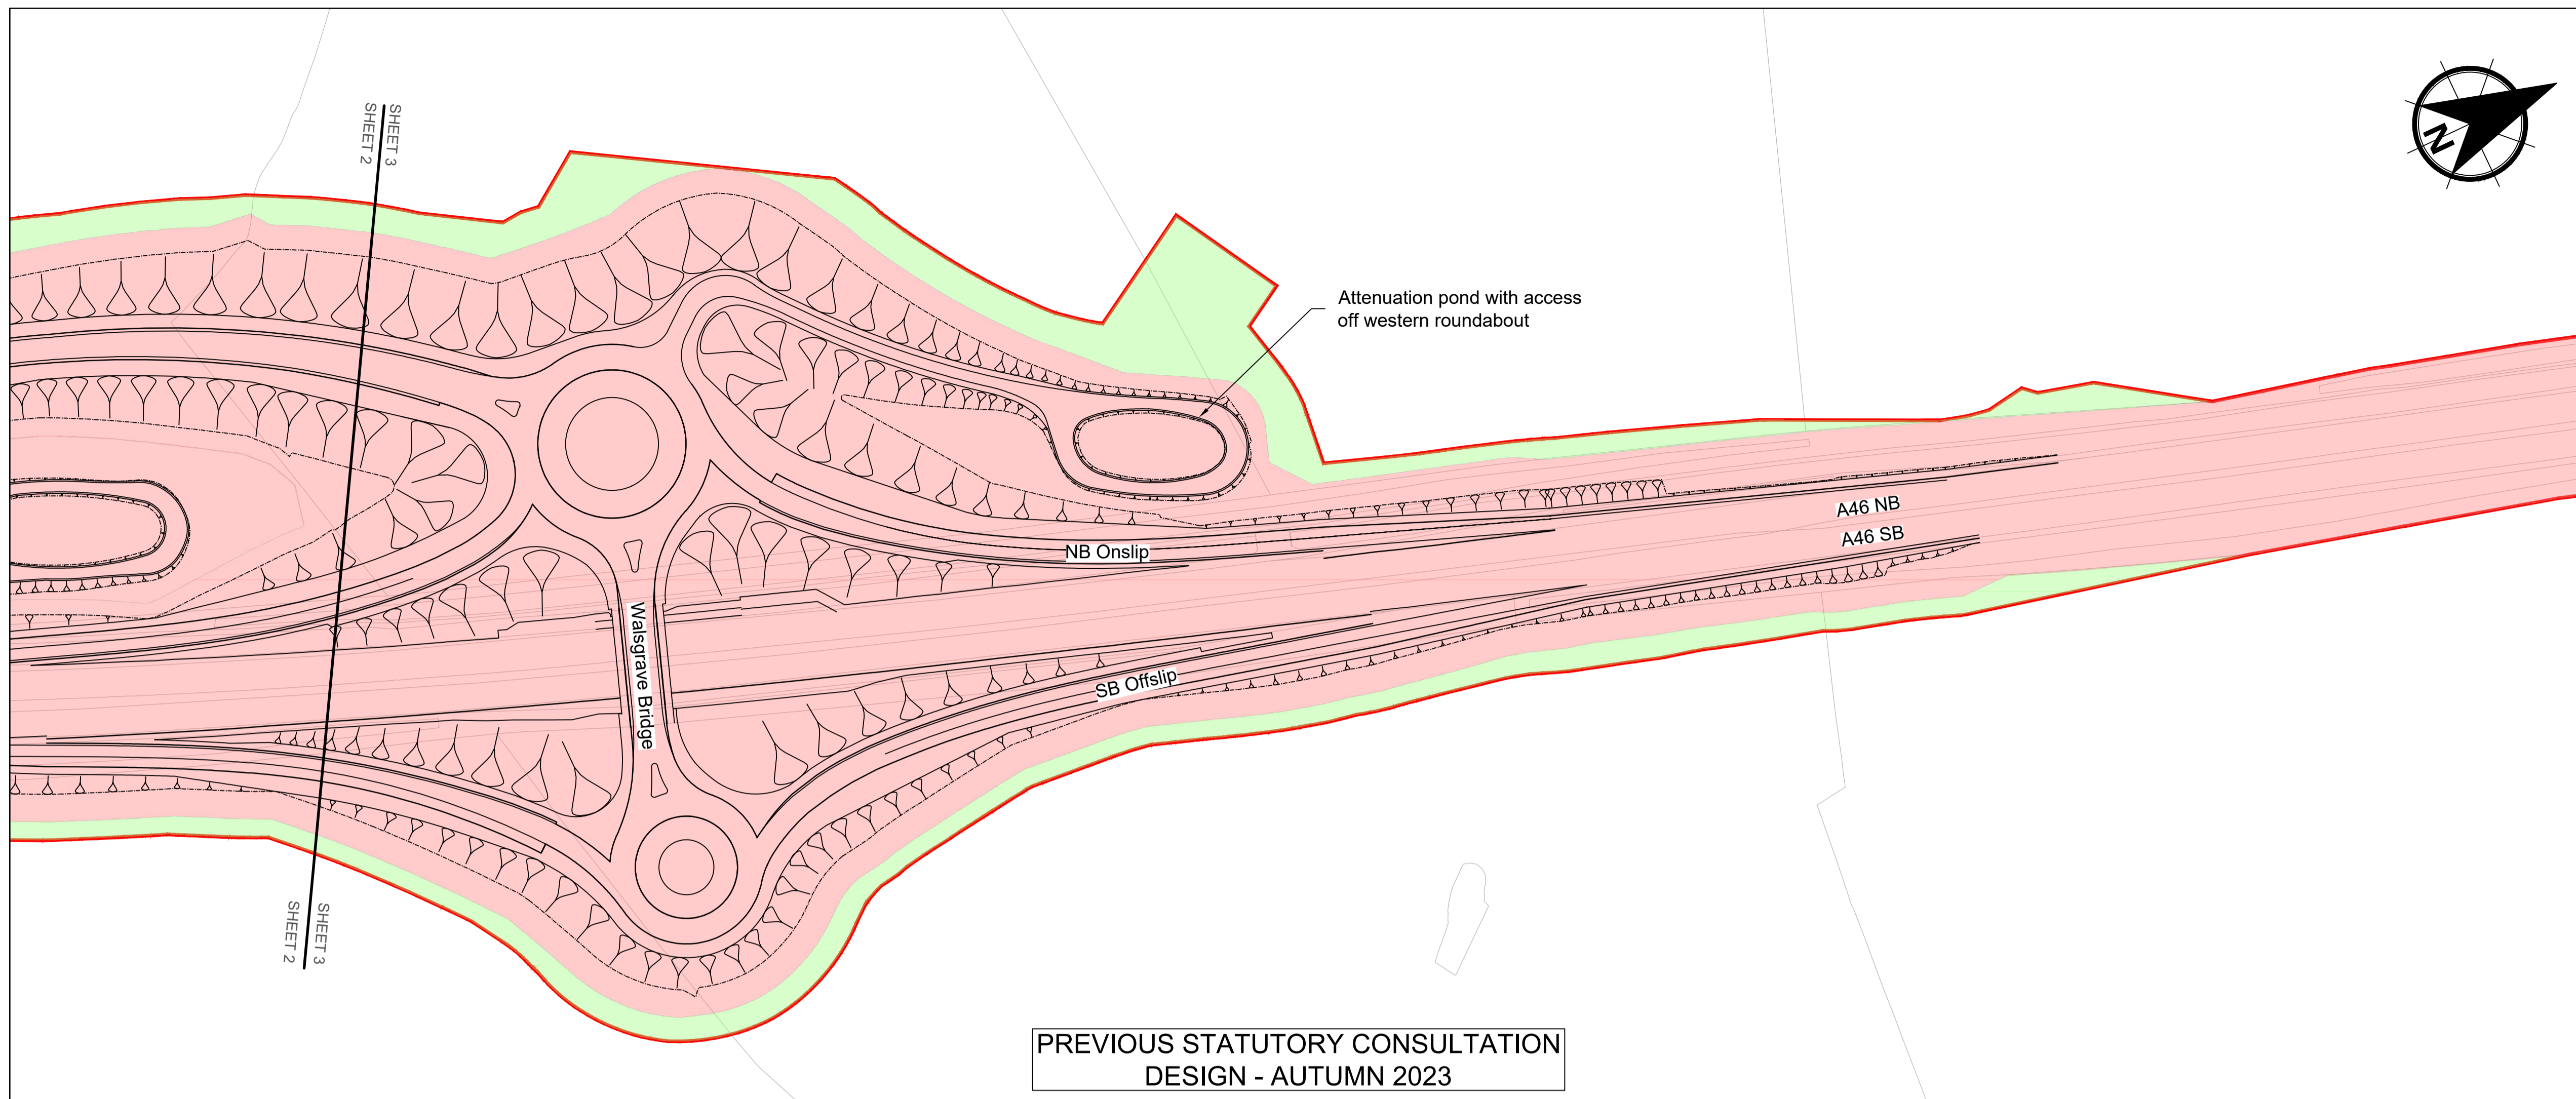 SHEET 3
SHEET 2
N
Attenuation pond with access
off western roundabout
A46 NB
A46 SB
NB Onslip
Walsgrave Bridge
SB Offslip
SHEET 3
SHEET 2
PREVIOUS STATUTORY CONSULTATION
DESIGN - AUTUMN 2023